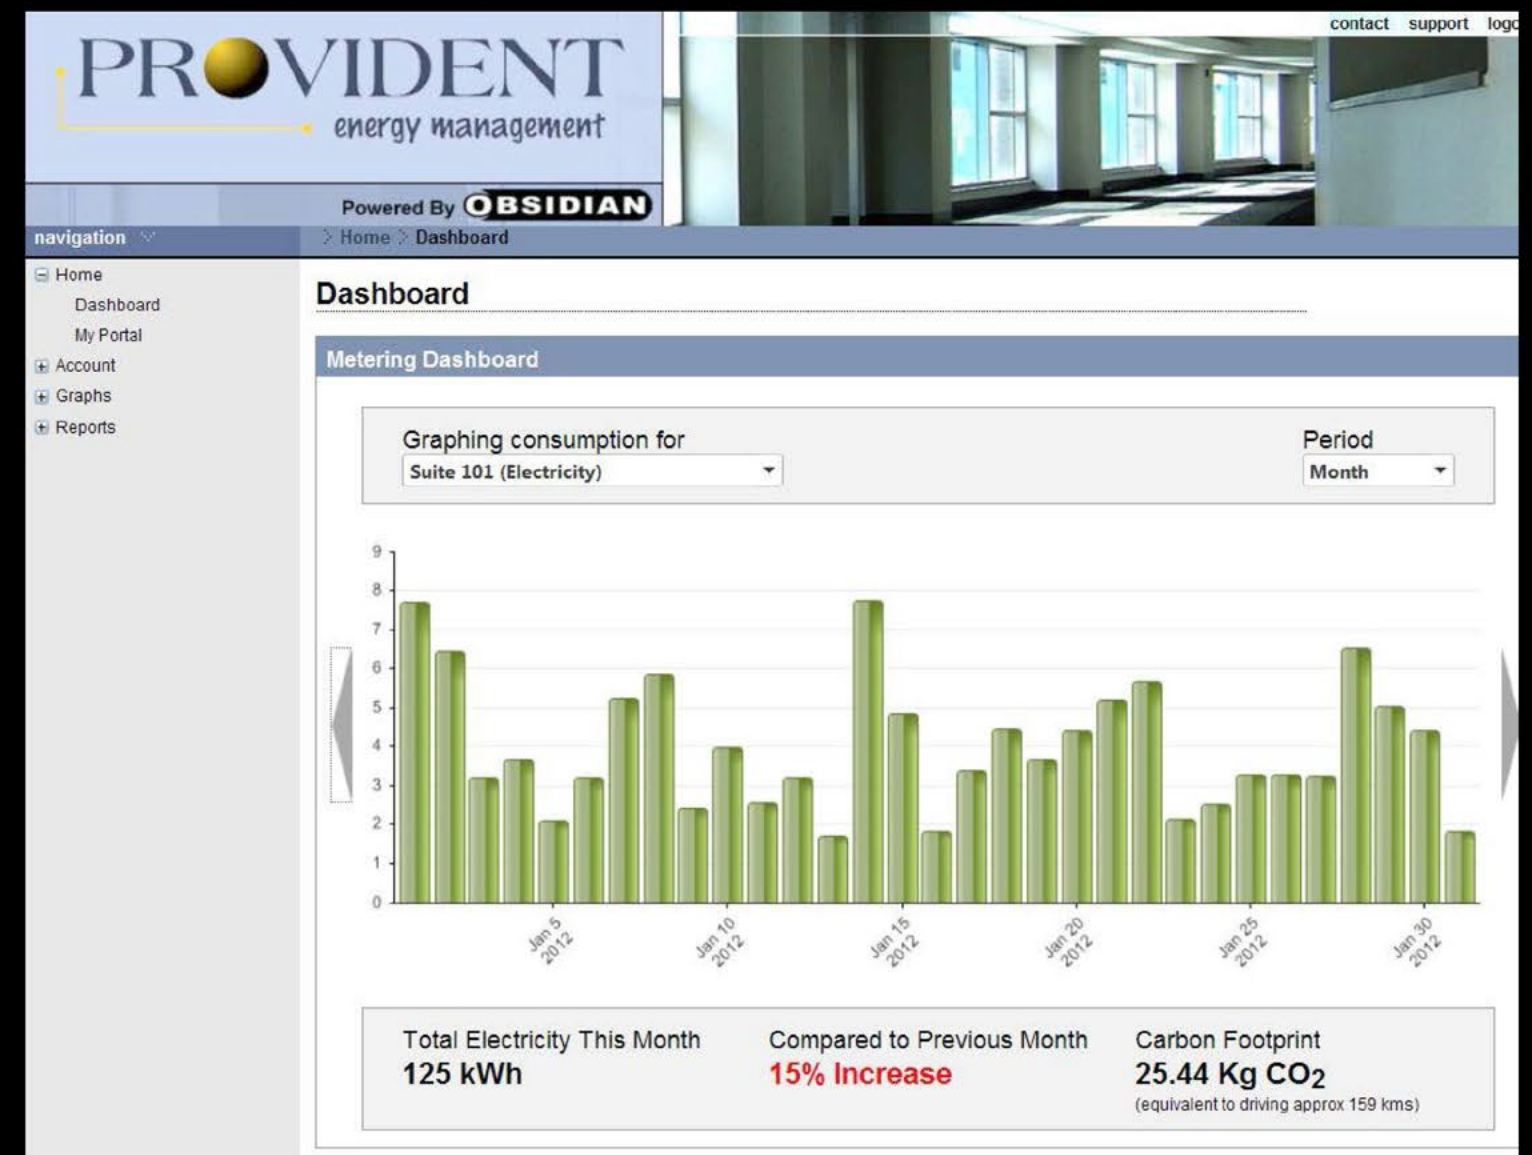 PROVIDENT
energy management
Powered By OBSIDIAN
contact support
navigation
> Home > Dashboard
Home
Dashboard
My Portal
Account
Graphs
Reports
Dashboard
Metering Dashboard
Graphing consumption for
Suite 101 (Electricity)
Period
Month
9
8
7
6
5
4
3
2
1
0
Jan 5
2012
Jan 10
2012
Jan 15
2012
Jan 20
2012
Jan 25
2012
Jan 30
2012
Total Electricity This Month
125 kWh
Compared to Previous Month
15% Increase
Carbon Footprint
25.44 Kg CO2
(equivalent to driving approx 159 kms)